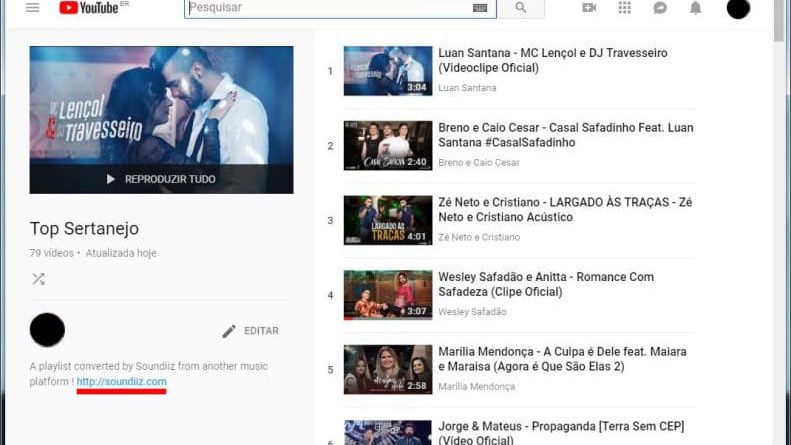 YouTube BR
Pesquisar
MC
LENÇOL
& DJ
TRAVESSEIRO
REPRODUZIR TUDO
Top Sertanejo
79 vídeos • Atualizada hoje
EDITAR
A playlist converted by Soundiiz from another music
platform ! http://soundiiz.com
1
3:04
Luan Santana - MC Lençol e DJ Travesseiro
(Videoclipe Oficial)
Luan Santana
2
CASAL SAFADINHO
2:40
Breno e Caio Cesar - Casal Safadinho Feat. Luan
Santana #CasalSafadinho
Breno e Caio Cesar
3
LARGADO ÀS
TRAÇAS
4:01
Zé Neto e Cristiano - LARGADO ÀS TRAÇAS - Zé
Neto e Cristiano Acústico
Zé Neto e Cristiano
4
3:07
Wesley Safadão e Anitta - Romance Com
Safadeza (Clipe Oficial)
Wesley Safadão
5
2:58
Marília Mendonça - A Culpa é Dele feat. Maiara
e Maraisa (Agora é Que São Elas 2)
Marília Mendonça
6
Jorge & Mateus - Propaganda [Terra Sem CEP]
(Vídeo Oficial)